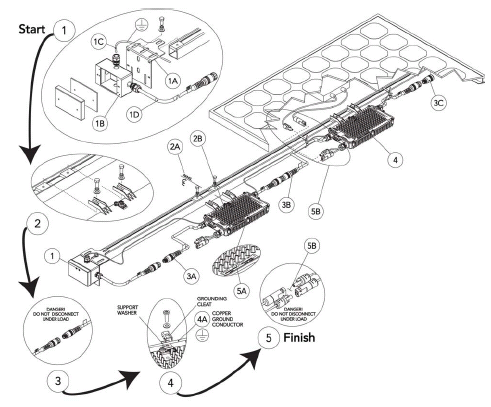 Start 1
1C
1A
1B
1D
3C
2A
2B
4
2
3B
5B
1
3A
5A
5B
DANGER!
DO NOT DISCONNECT
UNDER LOAD
SUPPORT
WASHER
GROUNDING
CLEAT
4A
COPPER
GROUND
CONDUCTOR
DANGER!
DO NOT DISCONNECT
UNDER LOAD
3
4
5 Finish